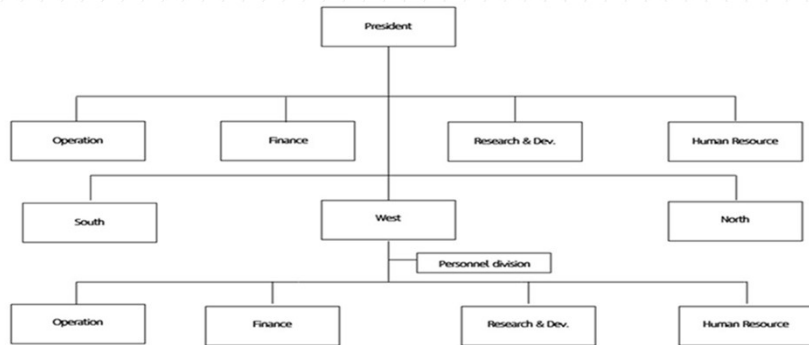 President
Operation
Finance
Research & Dev.
Human Resource
South
West
North
Personnel division
Operation
Finance
Research & Dev.
Human Resource